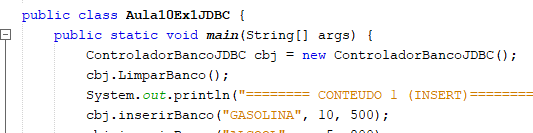 public class Aula10Ex1JDBC {
public static void main(String[] args) {
ControladorBancoJDBC cbj = new ControladorBancoJDBC();
cbj.LimparBanco();
System.out.println("======== CONTEUDO 1 (INSERT)========
cbj.inserirBanco("GASOLINA", 10, 500);